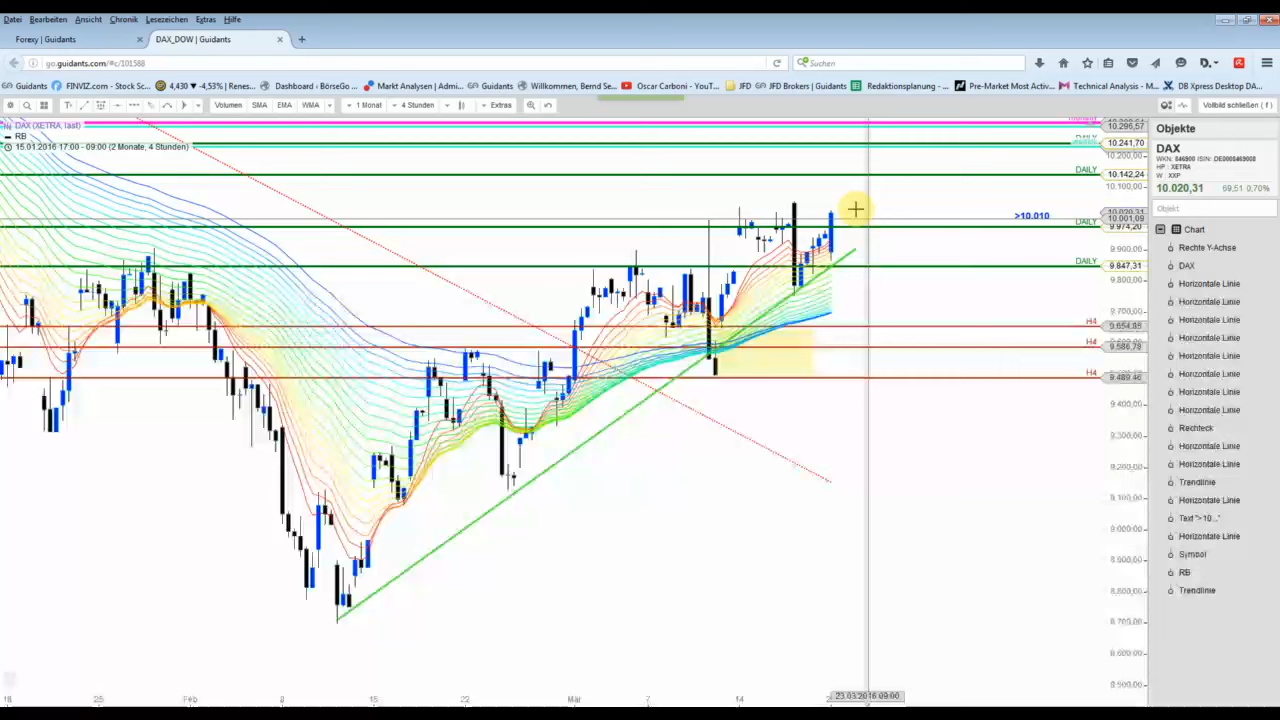 Datei Bearbeiten Ansicht Chronik Lesezeichen Extras Hilfe
Forexy | Guidants × DAX_DOW | Guidants × +
go.guidants.com/#c/101588 Suchen
Guidants FINVIZ.com - Stock Sc... 4,430 ▼ -4,53% | Renes... Dashboard ‹ BörseGo ... Markt Analysen | Admi... Guidants Willkommen, Bernd Se... Oscar Carboni - YouT... JFD JFD Brokers | Guidants Redaktionsplanung - ... Pre-Market Most Activ... Technical Analysis - M... DB Xpress Desktop DA...
Volumen SMA EMA WMA 1 Monat 4 Stunden Extras Vollbild schließen ( f )
DAX (XETRA, last)
RB
15.01.2016 17:00 - 09:00 (2 Monate, 4 Stunden)
10.296,57
DAILY
10.241,70
10.200,00
DAILY
10.142,24
10.100,00
10.020,31
>10.010
10.001,09
DAILY
9.974,20
9.900,00
DAILY
9.847,31
9.800,00
9.700,00
H4
9.654,85
H4
9.586,78
H4
9.489,46
9.400,00
9.300,00
9.200,00
9.100,00
9.000,00
8.900,00
8.800,00
8.700,00
8.600,00
8.500,00
18 25 Feb 8 15 22 Mär 7 14 23.03.2016 09:00
Objekte
DAX
WKN: 846900 ISIN: DE0008469008
HP: XETRA
W: XXP
10.020,31 69,51 0,70%
Objekt
Chart
Rechte Y-Achse
DAX
Horizontale Linie
Horizontale Linie
Horizontale Linie
Horizontale Linie
Horizontale Linie
Horizontale Linie
Horizontale Linie
Horizontale Linie
Rechteck
Horizontale Linie
Horizontale Linie
Trendlinie
Horizontale Linie
Text ">10..."
Horizontale Linie
Symbol
RB
Trendlinie